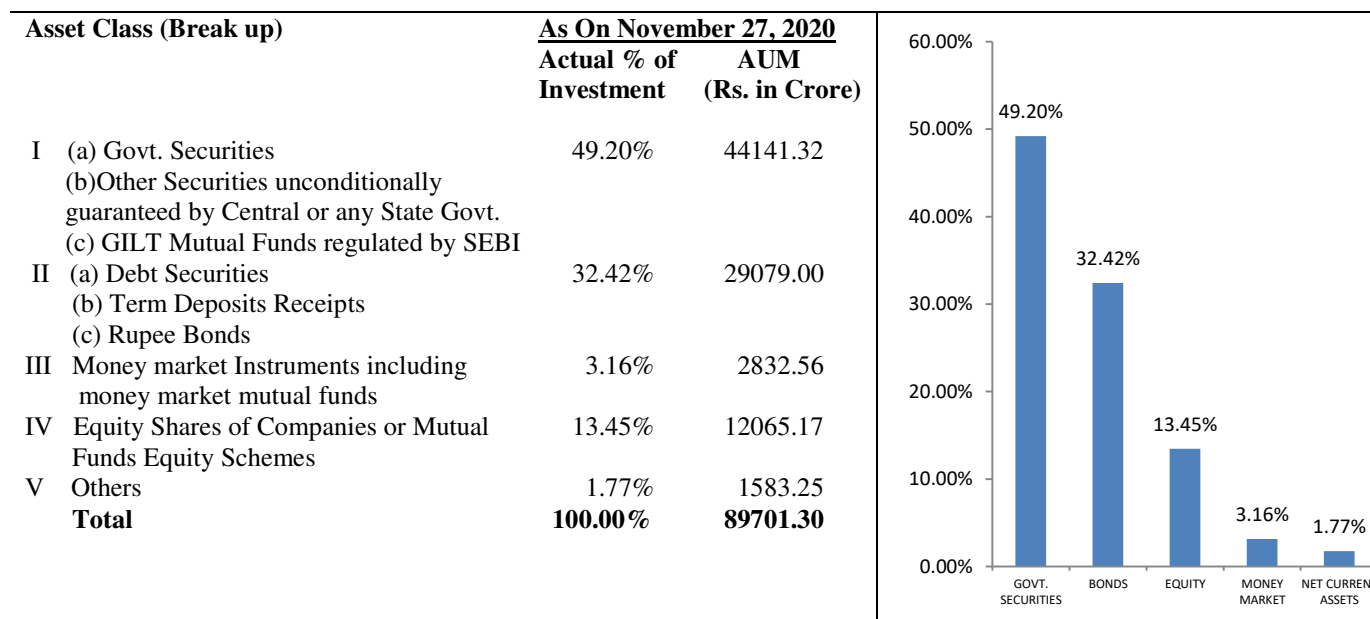 Asset Class (Break up) As On November 27, 2020
Actual % of AUM
Investment (Rs. in Crore)
I (a) Govt. Securities 49.20% 44141.32
(b)Other Securities unconditionally
guaranteed by Central or any State Govt.
(c) GILT Mutual Funds regulated by SEBI
II (a) Debt Securities 32.42% 29079.00
(b) Term Deposits Receipts
(c) Rupee Bonds
III Money market Instruments including 3.16% 2832.56
money market mutual funds
IV Equity Shares of Companies or Mutual 13.45% 12065.17
Funds Equity Schemes
V Others 1.77% 1583.25
Total 100.00% 89701.30
60.00%
50.00%
40.00%
30.00%
20.00%
10.00%
0.00%
49.20%
32.42%
13.45%
3.16%
1.77%
GOVT.
SECURITIES
BONDS
EQUITY
MONEY
MARKET
NET CURREN
ASSETS